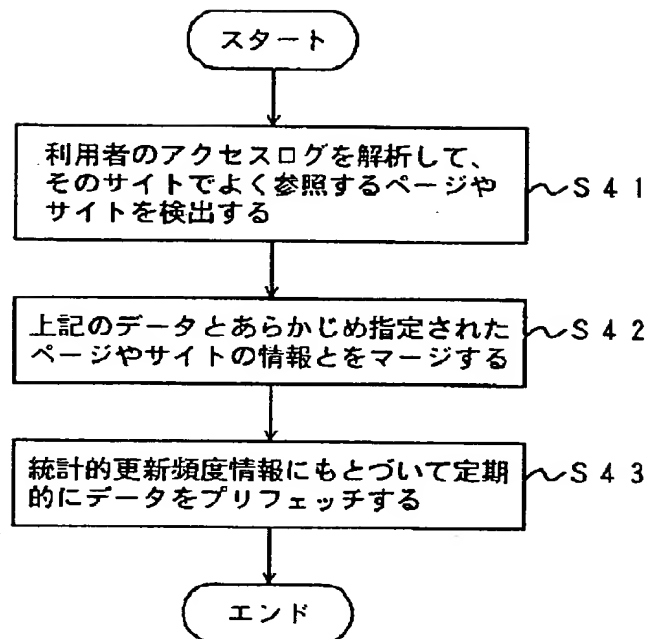 スタート
利用者のアクセスログを解析して、
そのサイトでよく参照するページや
サイトを検出する
S41
上記のデータとあらかじめ指定された
ページやサイトの情報とをマージする
S42
統計的更新頻度情報にもとづいて定期
的にデータをプリフェッチする
S43
エンド